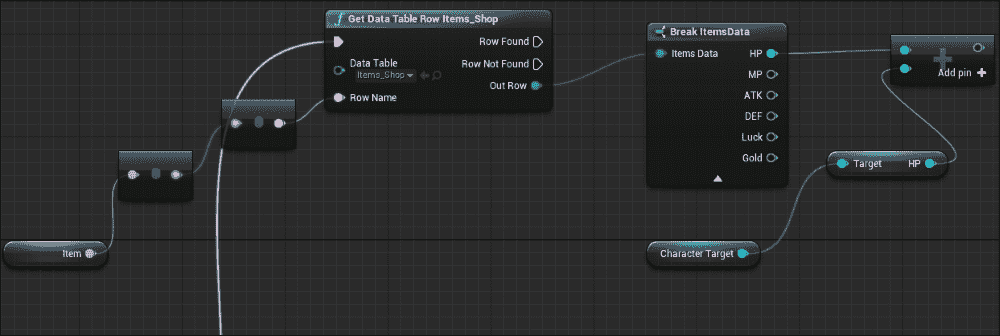 f Get Data Table Row Items_Shop
Row Found
Data Table
Items_Shop
Row Not Found
Out Row
Row Name
Item
Break ItemsData
Items Data
HP
MP
ATK
DEF
Luck
Gold
Add pin
Target
HP
Character Target